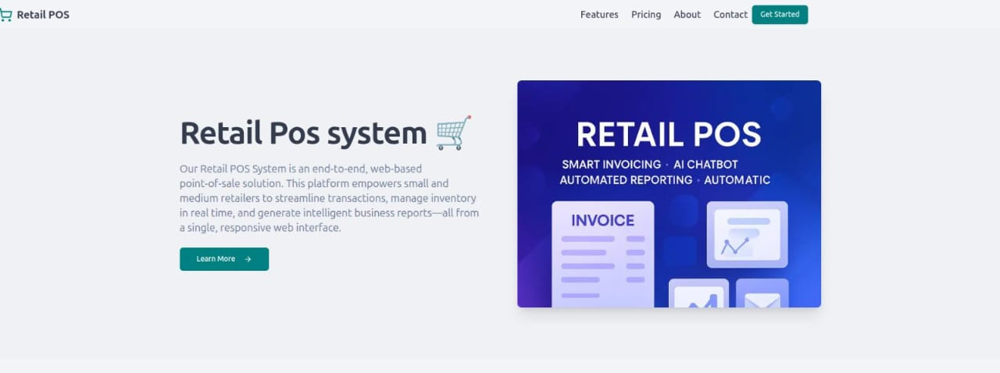 Retail POS
Features Pricing About Contact Get Started
Retail Pos system 🛒
Our Retail POS System is an end-to-end, web-based
point-of-sale solution. This platform empowers small and
medium retailers to streamline transactions, manage inventory
in real time, and generate intelligent business reports—all from
a single, responsive web interface.
Learn More →
RETAIL POS
SMART INVOICING · AI CHATBOT
AUTOMATED REPORTING · AUTOMATIC
INVOICE